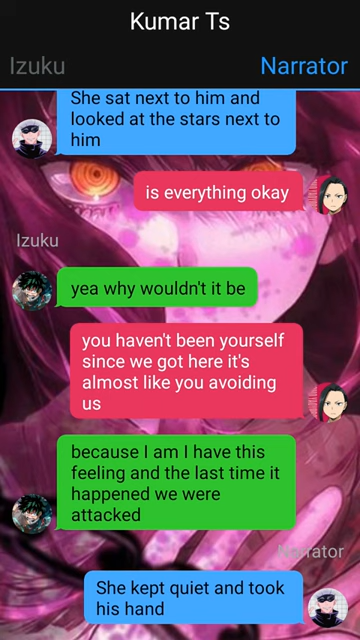 Kumar Ts
Izuku
Narrator
She sat next to him and
looked at the stars next to
him
is everything okay
Izuku
yea why wouldn't it be
you haven't been yourself
since we got here it's
almost like you avoiding
us
because I am I have this
feeling and the last time it
happened we were
attacked
Narrator
She kept quiet and took
his hand